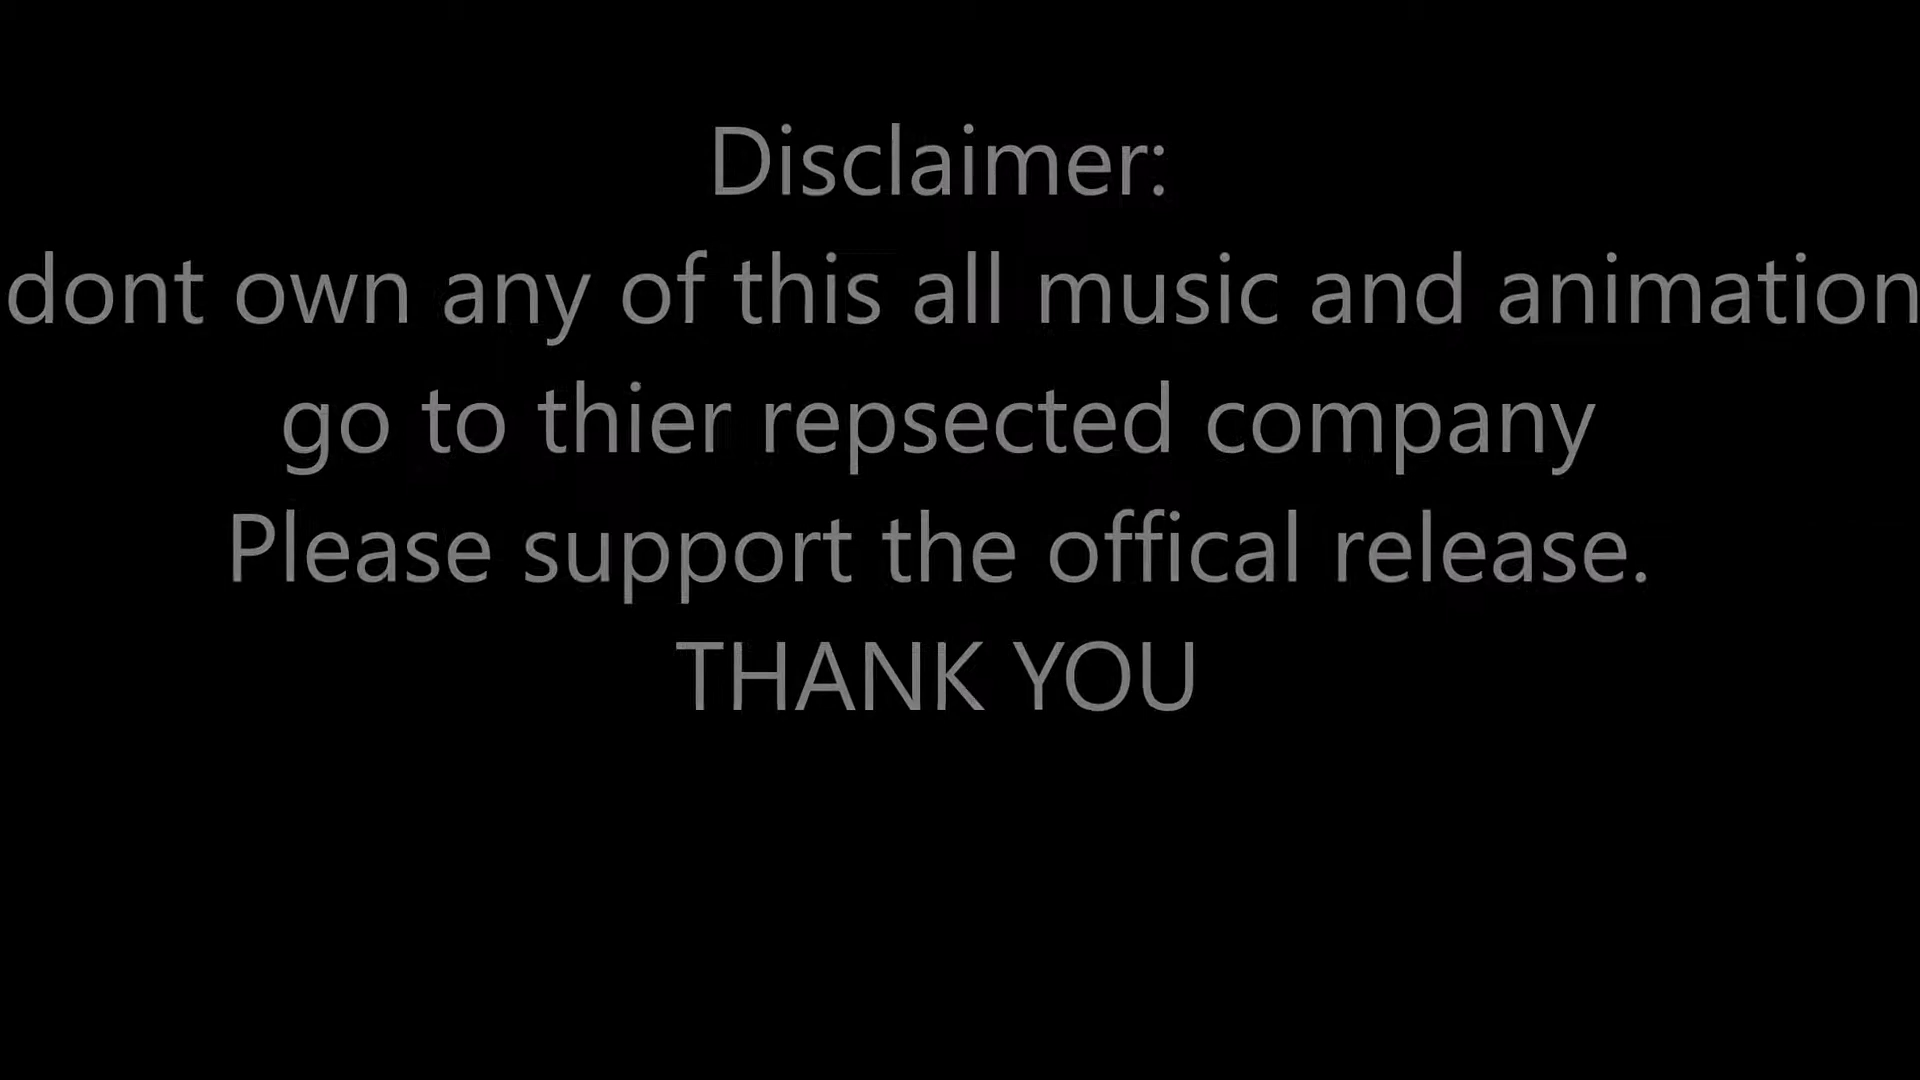 Disclaimer:
dont own any of this all music and animation
go to thier repsected company
Please support the offical release.
THANK YOU